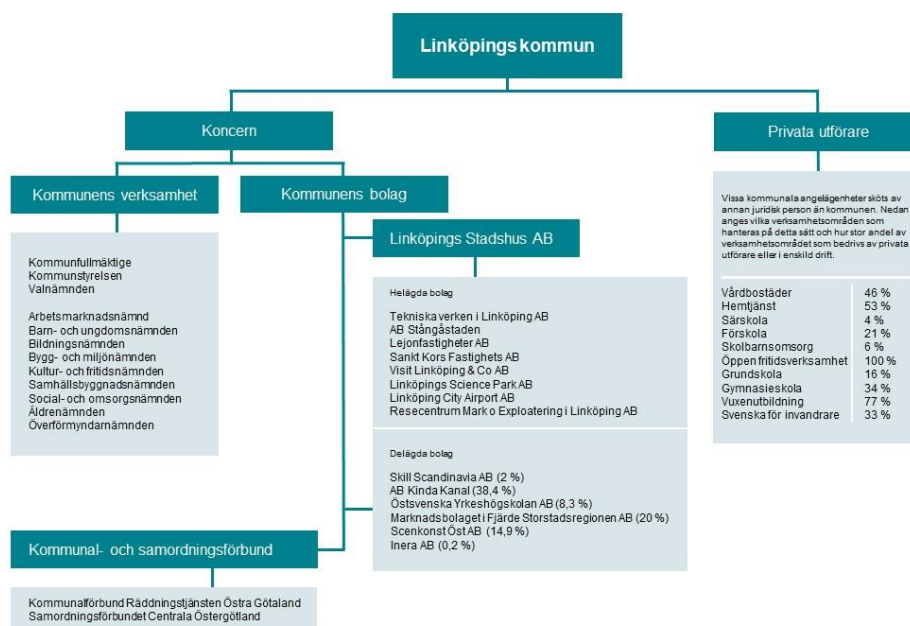 Linköpings kommun
Koncern
Privata utförare
Kommunens verksamhet
Kommunens bolag
Kommunfullmäktige
Kommunstyrelsen
Valnämnden
Arbetsmarknadsnämnd
Barn- och ungdomsnämnden
Bildningsnämnden
Bygg- och miljönämnden
Kultur- och fritidsnämnden
Samhällsbyggnadsnämnden
Social- och omsorgsnämnden
Äldrenämnden
Överförmyndarnämnden
Linköpings Stadshus AB
Helägda bolag
Tekniska verken i Linköping AB
AB Stångåstaden
Lejonfastigheter AB
Sankt Kors Fastighets AB
Visit Linköping & Co AB
Linköpings Science Park AB
Linköping City Airport AB
Resecentrum Mark o Exploatering i Linköping AB
Delägda bolag
Skill Scandinavia AB (2 %)
AB Kinda Kanal (38,4 %)
Östsvenska Yrkeshögskolan AB (8,3 %)
Marknadsbolaget i Fjärde Storstadsregionen AB (20 %)
Scenkonst Öst AB (14,9 %)
Inera AB (0,2 %)
Kommunal- och samordningsförbund
Kommunalförbund Räddningstjänsten Östra Götaland
Samordningsförbundet Centrala Östergötland
Vissa kommunala angelägenheter sköts av
annan juridisk person än kommunen. Nedan
anges vilka verksamhetsområden som
hanteras på detta sätt och hur stor andel av
verksamhetsområdet som bedrivs av privata
utförare eller i enskild drift.
Vårdbostäder 46 %
Hemtjänst 53 %
Särskola 4 %
Förskola 21 %
Skolbarnsomsorg 6 %
Öppen fritidsverksamhet 100 %
Grundskola 16 %
Gymnasieskola 34 %
Vuxenutbildning 77 %
Svenska för invandrare 33 %